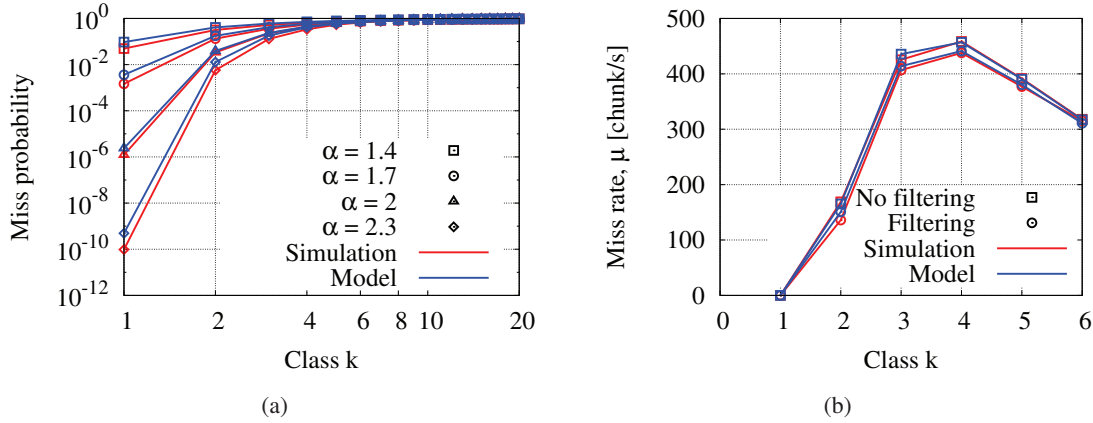 Miss probability
10^0
10^-2
10^-4
10^-6
10^-8
10^-10
10^-12
α = 1.4
α = 1.7
α = 2
α = 2.3
Simulation
Model
1 2 4 6 8 10 20
Class k
(a)
Miss rate, μ [chunk/s]
500
400
300
200
100
0
No filtering
Filtering
Simulation
Model
0 1 2 3 4 5 6
Class k
(b)